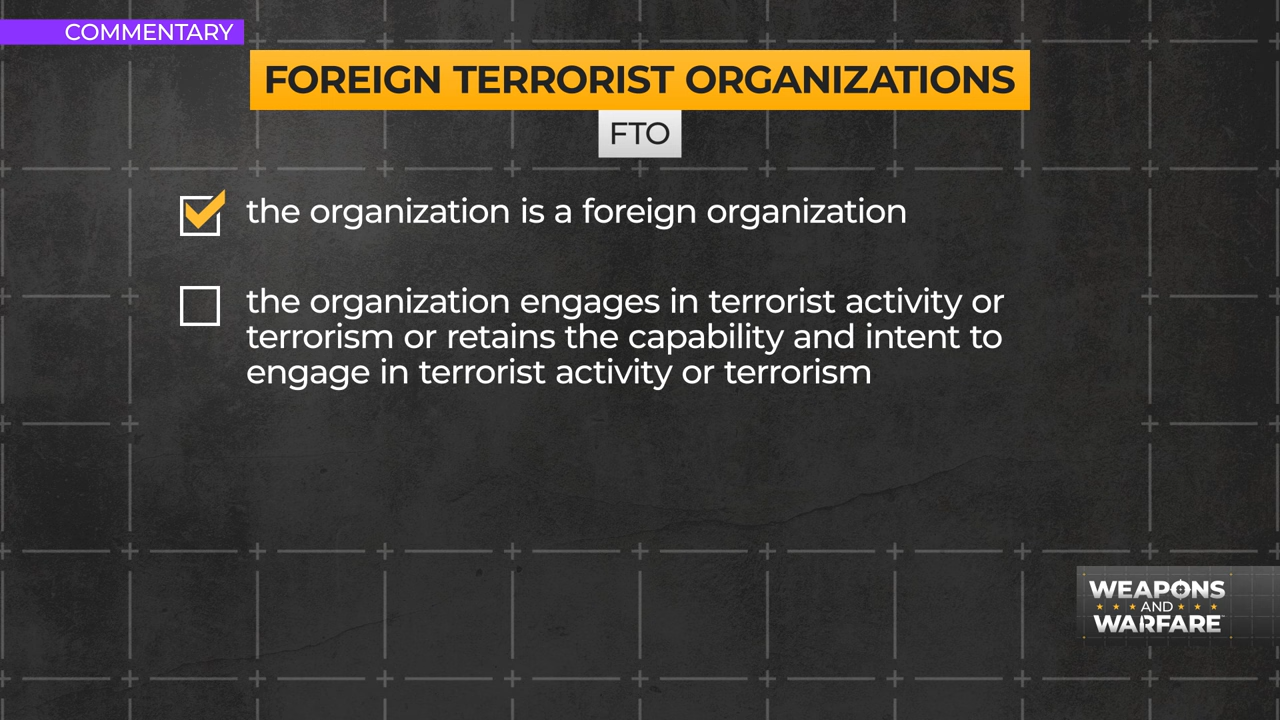 COMMENTARY
FOREIGN TERRORIST ORGANIZATIONS
FTO
the organization is a foreign organization
the organization engages in terrorist activity or
terrorism or retains the capability and intent to
engage in terrorist activity or terrorism
WEAPONS
AND
WARFARE